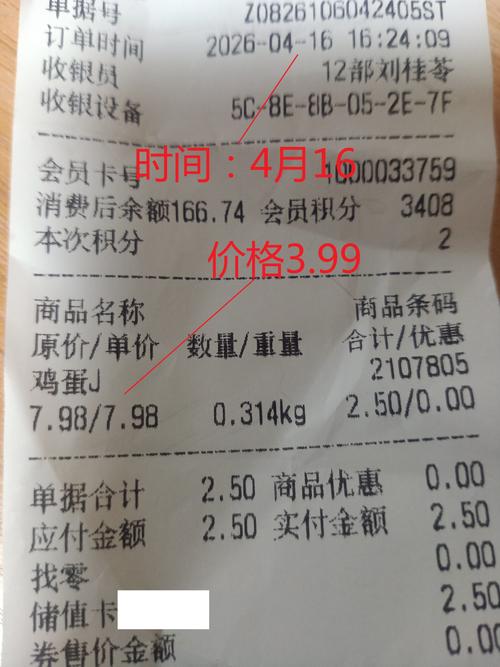 单据号 Z0826106042405ST
订单时间 2026-04-16 16:24:09
收银员 12部刘桂苓
收银设备 5C-8E-8B-05-2E-7F
时间：4月16
会员卡号 1000033759
消费后余额166.74 会员积分 3408
本次积分 2
价格3.99
商品名称 商品条码
原价/单价 数量/重量 合计/优惠
鸡蛋J 2107805
7.98/7.98 0.314kg 2.50/0.00
单据合计 2.50 商品优惠 0.00
应付金额 2.50 实付金额 2.50
找零 0.00
储值卡 2.50
券售价金额 0.00